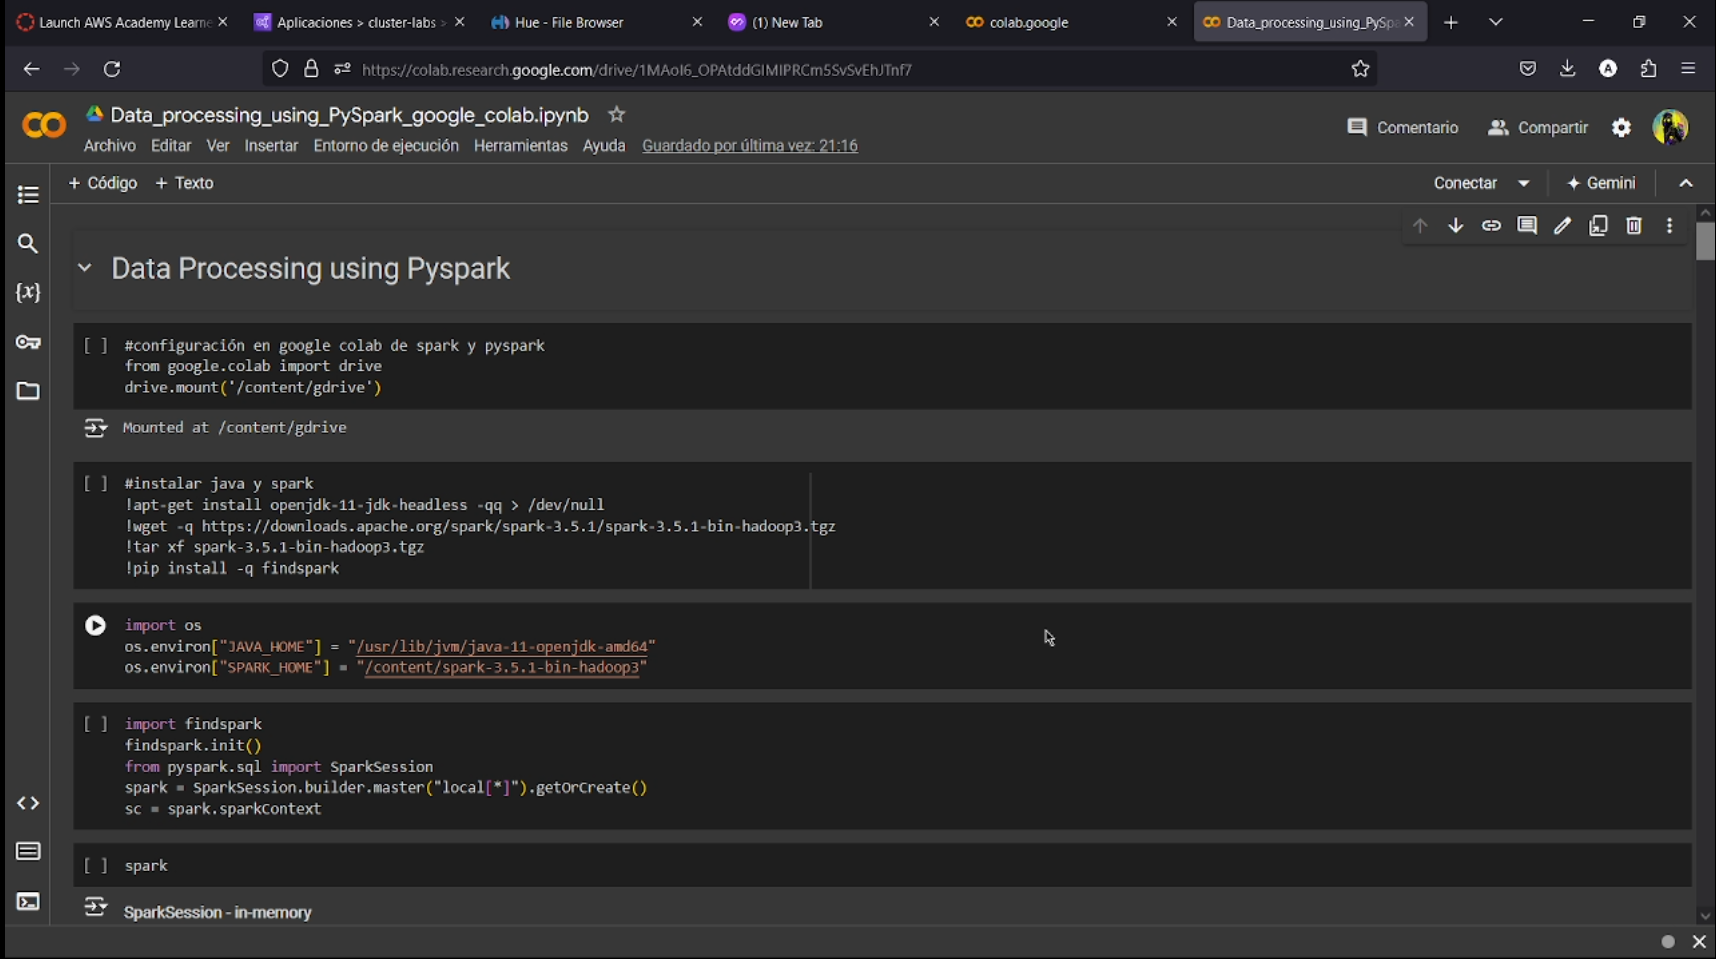 Launch AWS Academy Learne
Aplicaciones > cluster-labs >
Hue - File Browser
(1) New Tab
colab.google
Data_processing_using_PySpa
https://colab.research.google.com/drive/1MAoI6_OPAtddGIMIPRCm5SvSvEhJTnf7
Data_processing_using_PySpark_google_colab.ipynb
Comentario
Compartir
Archivo Editar Ver Insertar Entorno de ejecución Herramientas Ayuda Guardado por última vez: 21:16
+ Código + Texto
Conectar
Gemini
Data Processing using Pyspark
[ ] #configuración en google colab de spark y pyspark
from google.colab import drive
drive.mount('/content/gdrive')
Mounted at /content/gdrive
[ ] #instalar java y spark
!apt-get install openjdk-11-jdk-headless -qq > /dev/null
!wget -q https://downloads.apache.org/spark/spark-3.5.1/spark-3.5.1-bin-hadoop3.tgz
!tar xf spark-3.5.1-bin-hadoop3.tgz
!pip install -q findspark
import os
os.environ["JAVA_HOME"] = "/usr/lib/jvm/java-11-openjdk-amd64"
os.environ["SPARK_HOME"] = "/content/spark-3.5.1-bin-hadoop3"
[ ] import findspark
findspark.init()
from pyspark.sql import SparkSession
spark = SparkSession.builder.master("local[*]").getOrCreate()
sc = spark.sparkContext
[ ] spark
SparkSession - in-memory